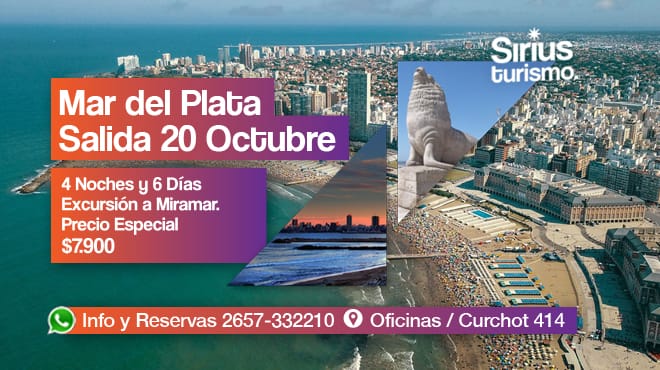 Sirius
turismo
Mar del Plata
Salida 20 Octubre
4 Noches y 6 Días
Excursión a Miramar.
Precio Especial
$7.900
Info y Reservas 2657-332210 Oficinas / Curchot 414